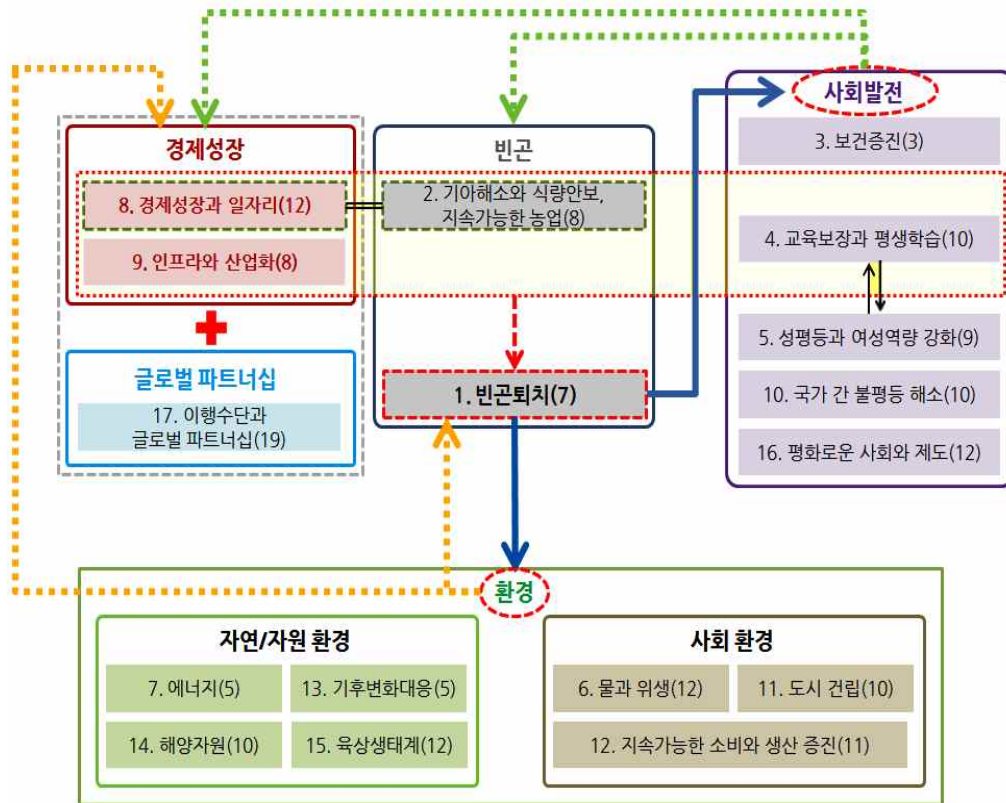 사회발전
경제성장
빈곤
3. 보건증진(3)
8. 경제성장과 일자리(12)
2. 기아해소와 식량안보,
지속가능한 농업(8)
4. 교육보장과 평생학습(10)
9. 인프라와 산업화(8)
5. 성평등과 여성역량 강화(9)
글로벌 파트너십
1. 빈곤퇴치(7)
10. 국가 간 불평등 해소(10)
17. 이행수단과
글로벌 파트너십(19)
16. 평화로운 사회와 제도(12)
환경
자연/자원 환경
사회 환경
7. 에너지(5)
13. 기후변화대응(5)
6. 물과 위생(12)
11. 도시 건립(10)
14. 해양자원(10)
15. 육상생태계(12)
12. 지속가능한 소비와 생산 증진(11)